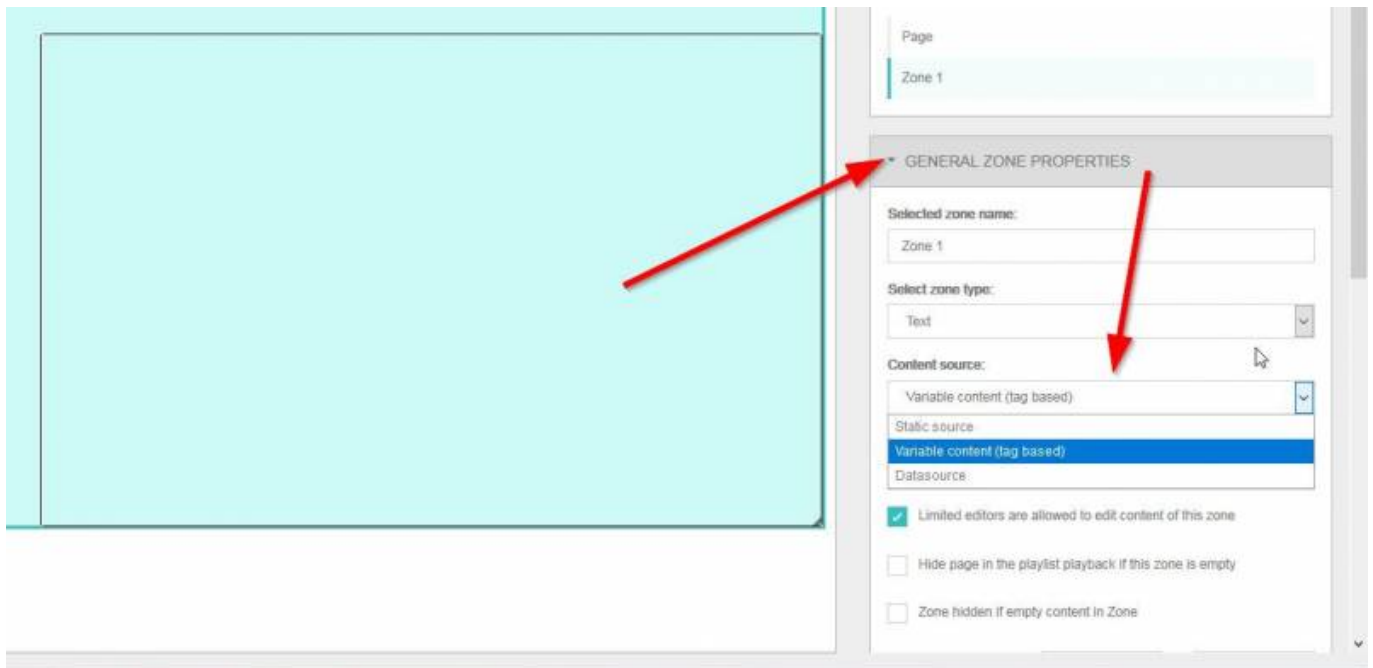 Page
Zone 1
GENERAL ZONE PROPERTIES
Selected zone name:
Zone 1
Select zone type:
Text
Content source:
Variable content (tag based)
Static source
Variable content (tag based)
Datasource
Limited editors are allowed to edit content of this zone
Hide page in the playlist playback if this zone is empty
Zone hidden if empty content in Zone